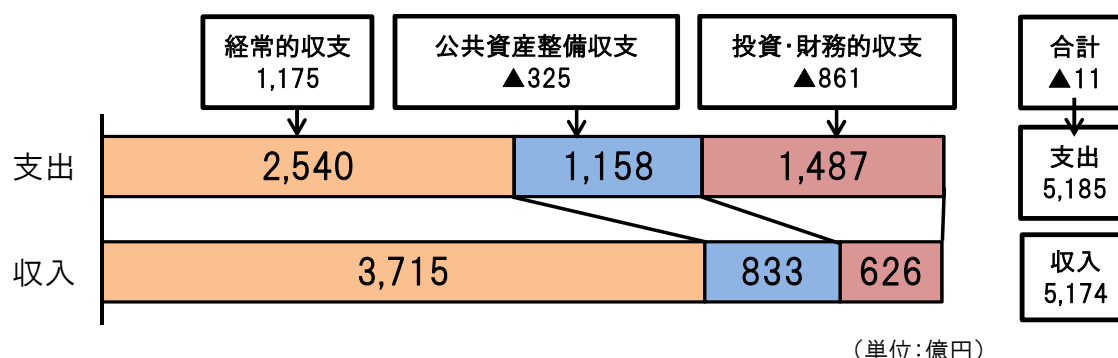 経常的収支
1,175
公共資産整備収支
▲325
投資・財務的収支
▲861
合計
▲11
支出
2,540
1,158
1,487
支出
5,185
収入
3,715
833
626
収入
5,174
（単位：億円）